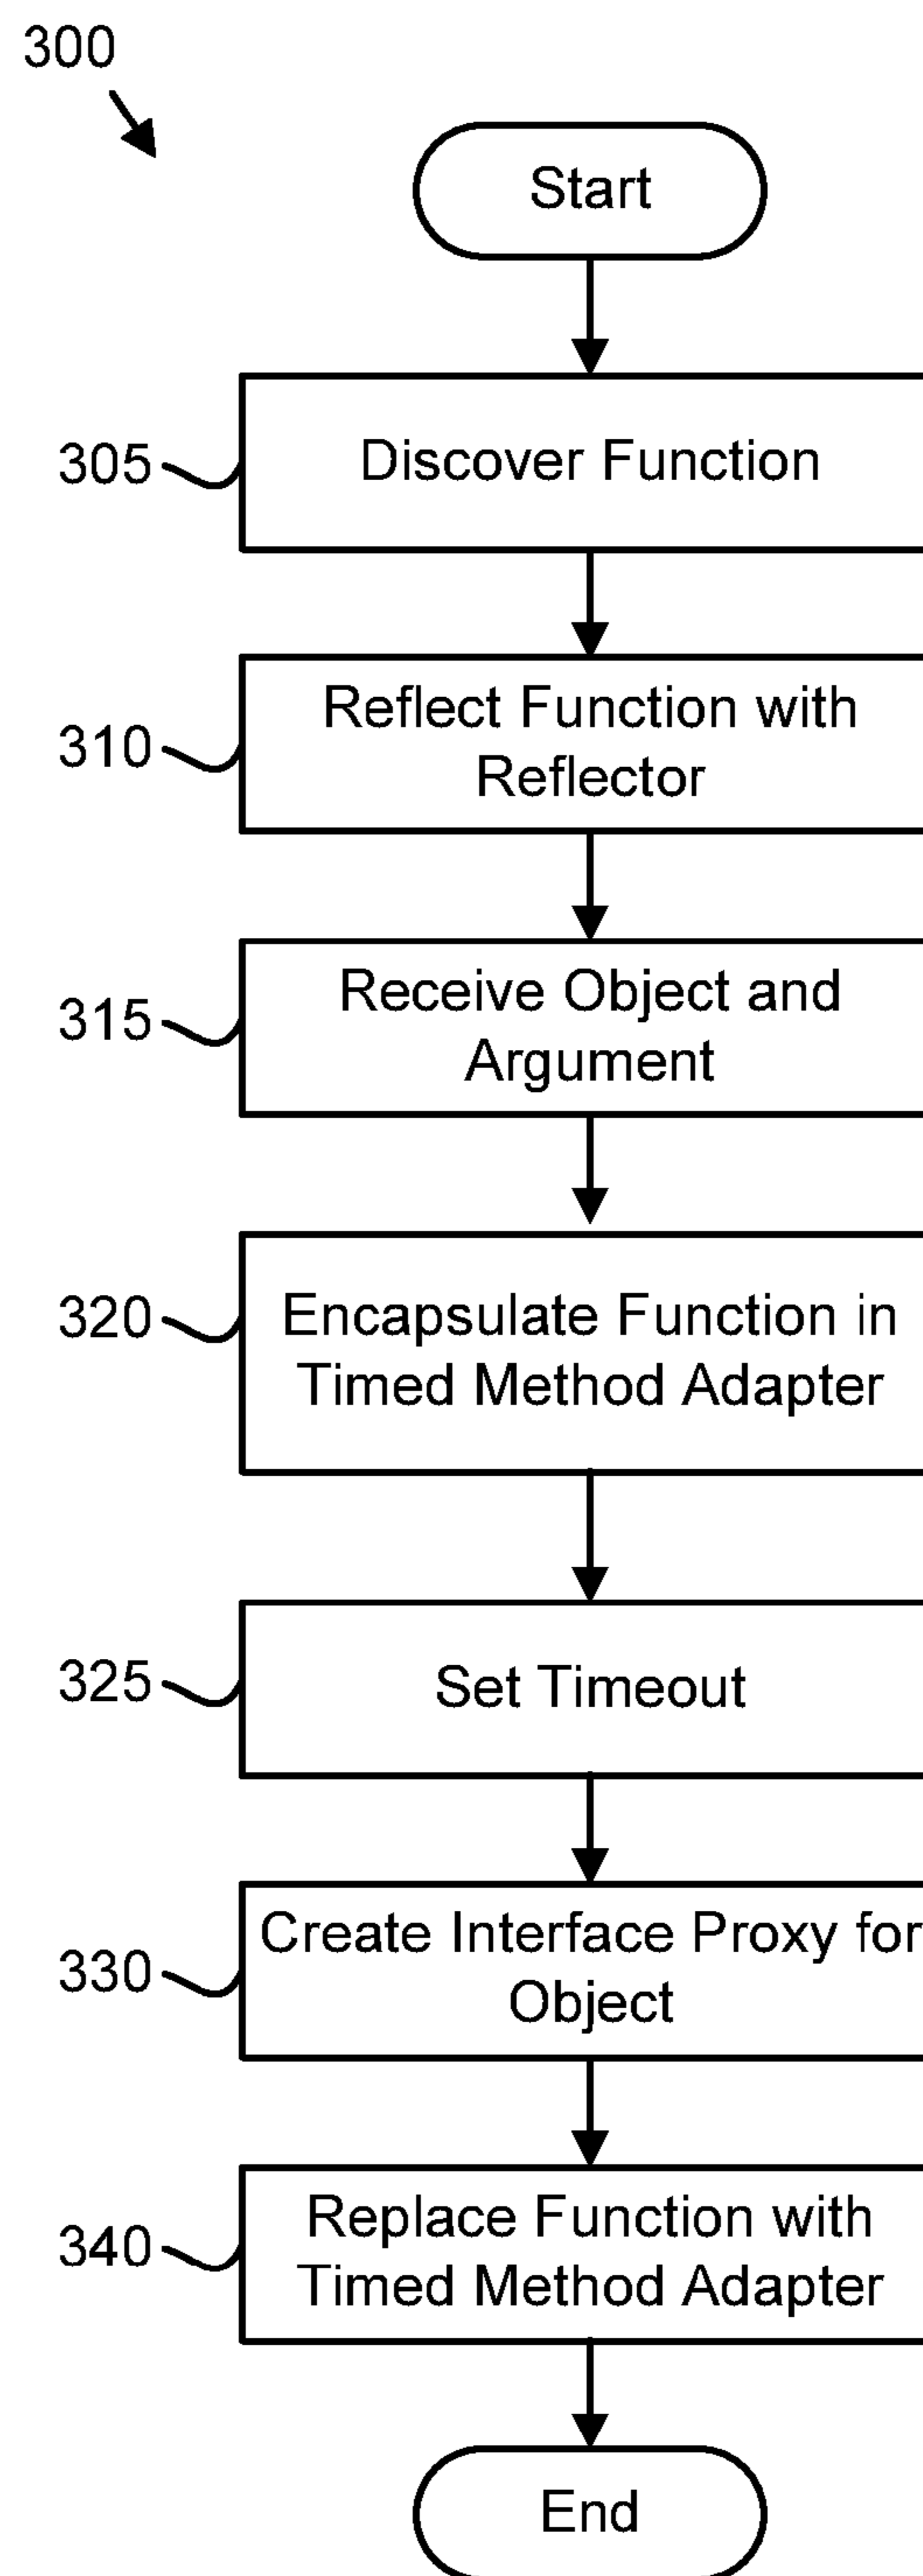 300
Start
305
Discover Function
310
Reflect Function with
Reflector
315
Receive Object and
Argument
320
Encapsulate Function in
Timed Method Adapter
325
Set Timeout
330
Create Interface Proxy for
Object
340
Replace Function with
Timed Method Adapter
End